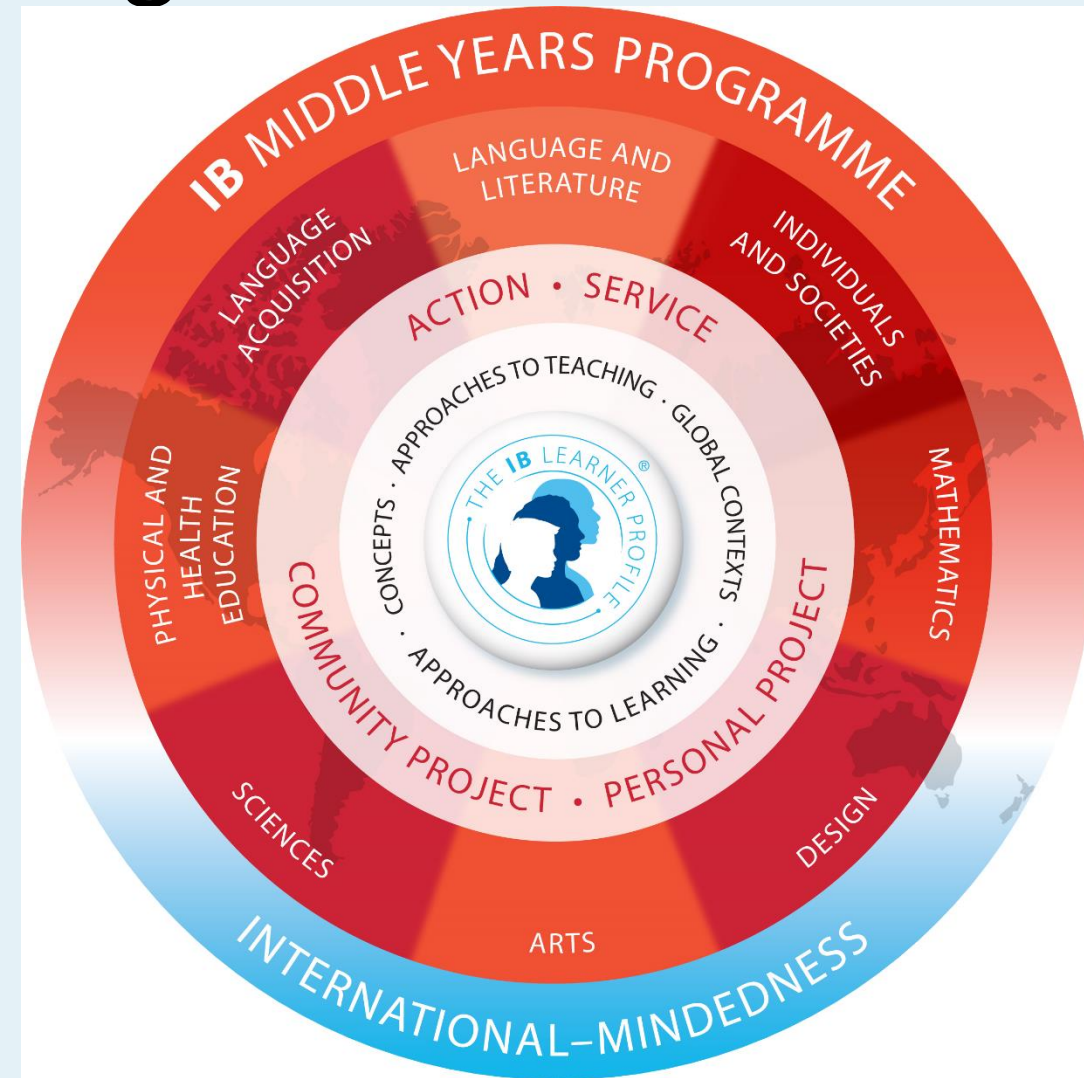 IB MIDDLE YEARS PROGRAMME
LANGUAGE AND
LITERATURE
INDIVIDUALS
AND SOCIETIES
MATHEMATICS
DESIGN
ARTS
SCIENCES
PHYSICAL AND
HEALTH
EDUCATION
LANGUAGE
ACQUISITION
ACTION • SERVICE
PERSONAL PROJECT •
COMMUNITY PROJECT
APPROACHES TO TEACHING •
GLOBAL CONTEXTS •
APPROACHES TO LEARNING •
CONCEPTS •
• THE IB LEARNER PROFILE • ®
INTERNATIONAL–MINDEDNESS